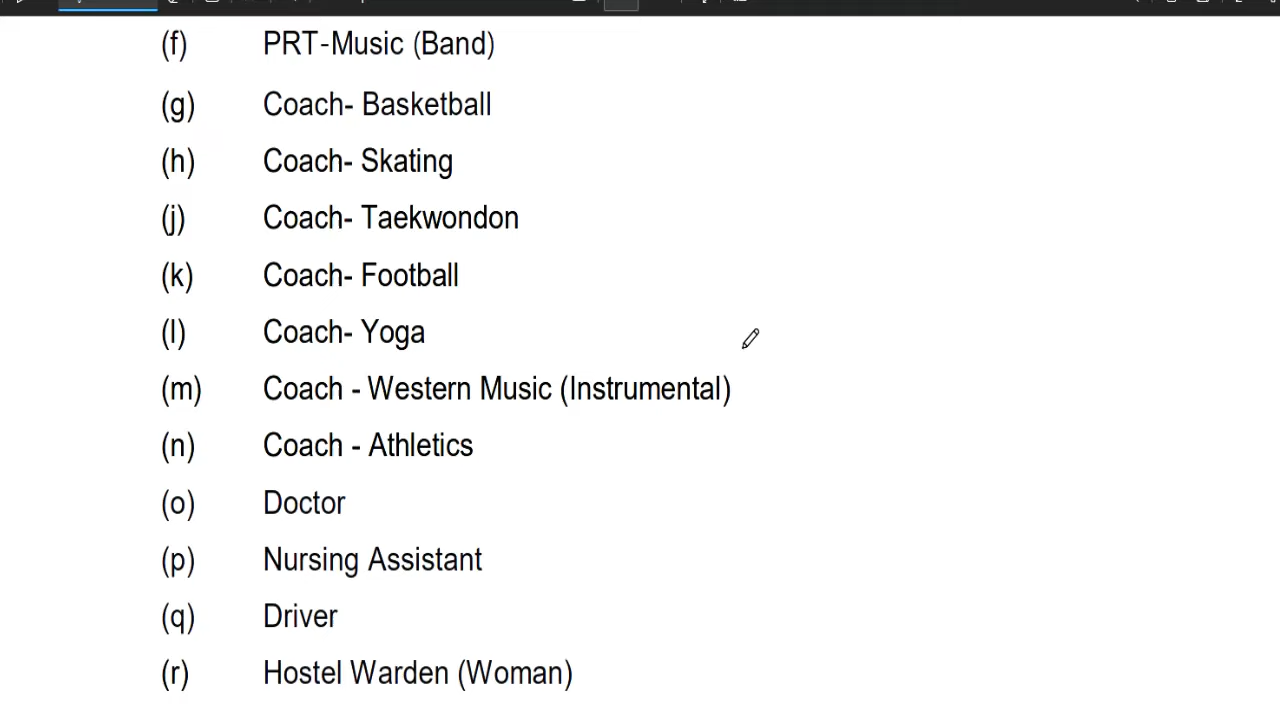 (f) PRT-Music (Band)
(g) Coach- Basketball
(h) Coach- Skating
(j) Coach- Taekwondon
(k) Coach- Football
(l) Coach- Yoga
(m) Coach - Western Music (Instrumental)
(n) Coach - Athletics
(o) Doctor
(p) Nursing Assistant
(q) Driver
(r) Hostel Warden (Woman)